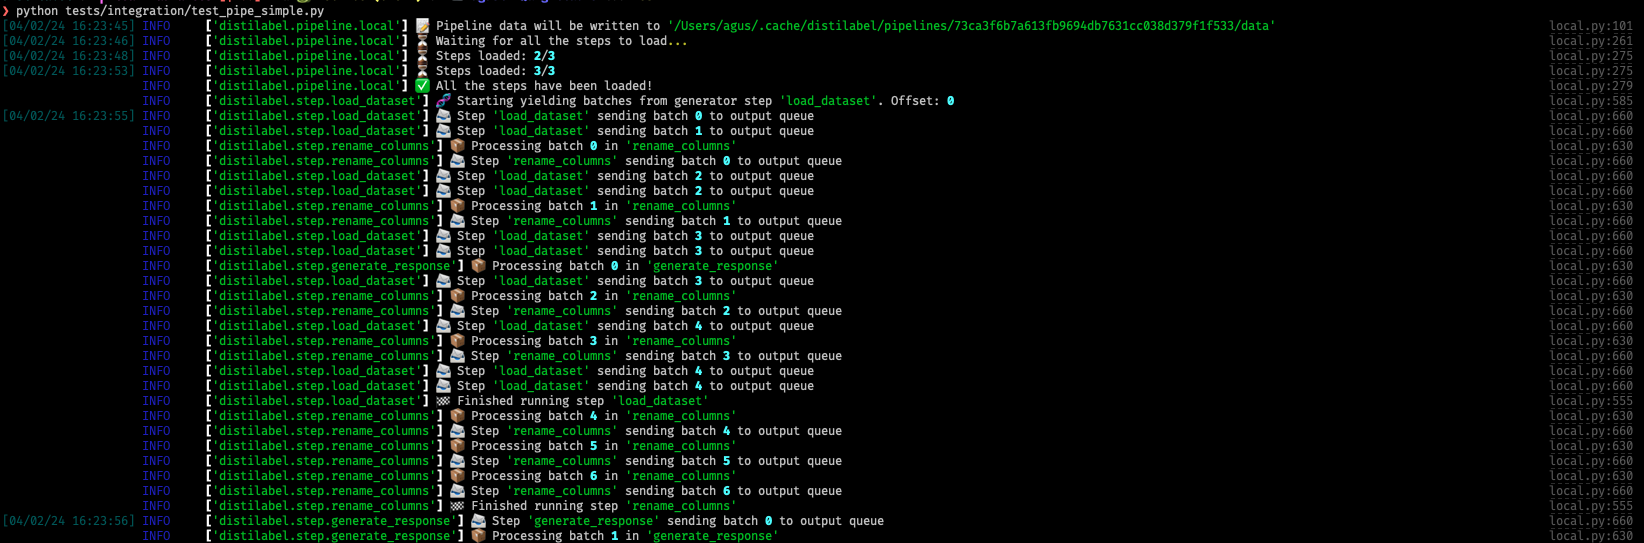 ❯ python tests/integration/test_pipe_simple.py
[04/02/24 16:23:45] INFO ['distilabel.pipeline.local'] 📝 Pipeline data will be written to '/Users/agus/.cache/distilabel/pipelines/73ca3f6b7a613fb9694db7631cc038d379f1f533/data' local.py:101
[04/02/24 16:23:46] INFO ['distilabel.pipeline.local'] ⏳ Waiting for all the steps to load... local.py:261
[04/02/24 16:23:48] INFO ['distilabel.pipeline.local'] ⏳ Steps loaded: 2/3 local.py:275
[04/02/24 16:23:53] INFO ['distilabel.pipeline.local'] ⏳ Steps loaded: 3/3 local.py:275
INFO ['distilabel.pipeline.local'] ✅ All the steps have been loaded! local.py:279
INFO ['distilabel.step.load_dataset'] 🧬 Starting yielding batches from generator step 'load_dataset'. Offset: 0 local.py:585
[04/02/24 16:23:55] INFO ['distilabel.step.load_dataset'] 📨 Step 'load_dataset' sending batch 0 to output queue local.py:660
INFO ['distilabel.step.load_dataset'] 📨 Step 'load_dataset' sending batch 1 to output queue local.py:660
INFO ['distilabel.step.rename_columns'] 📦 Processing batch 0 in 'rename_columns' local.py:630
INFO ['distilabel.step.rename_columns'] 📨 Step 'rename_columns' sending batch 0 to output queue local.py:660
INFO ['distilabel.step.load_dataset'] 📨 Step 'load_dataset' sending batch 2 to output queue local.py:660
INFO ['distilabel.step.load_dataset'] 📨 Step 'load_dataset' sending batch 2 to output queue local.py:660
INFO ['distilabel.step.rename_columns'] 📦 Processing batch 1 in 'rename_columns' local.py:630
INFO ['distilabel.step.rename_columns'] 📨 Step 'rename_columns' sending batch 1 to output queue local.py:660
INFO ['distilabel.step.load_dataset'] 📨 Step 'load_dataset' sending batch 3 to output queue local.py:660
INFO ['distilabel.step.load_dataset'] 📨 Step 'load_dataset' sending batch 3 to output queue local.py:660
INFO ['distilabel.step.generate_response'] 📦 Processing batch 0 in 'generate_response' local.py:630
INFO ['distilabel.step.load_dataset'] 📨 Step 'load_dataset' sending batch 3 to output queue local.py:660
INFO ['distilabel.step.rename_columns'] 📦 Processing batch 2 in 'rename_columns' local.py:630
INFO ['distilabel.step.rename_columns'] 📨 Step 'rename_columns' sending batch 2 to output queue local.py:660
INFO ['distilabel.step.load_dataset'] 📨 Step 'load_dataset' sending batch 4 to output queue local.py:660
INFO ['distilabel.step.rename_columns'] 📦 Processing batch 3 in 'rename_columns' local.py:630
INFO ['distilabel.step.rename_columns'] 📨 Step 'rename_columns' sending batch 3 to output queue local.py:660
INFO ['distilabel.step.load_dataset'] 📨 Step 'load_dataset' sending batch 4 to output queue local.py:660
INFO ['distilabel.step.load_dataset'] 📨 Step 'load_dataset' sending batch 4 to output queue local.py:660
INFO ['distilabel.step.load_dataset'] 🏁 Finished running step 'load_dataset' local.py:555
INFO ['distilabel.step.rename_columns'] 📦 Processing batch 4 in 'rename_columns' local.py:630
INFO ['distilabel.step.rename_columns'] 📨 Step 'rename_columns' sending batch 4 to output queue local.py:660
INFO ['distilabel.step.rename_columns'] 📦 Processing batch 5 in 'rename_columns' local.py:630
INFO ['distilabel.step.rename_columns'] 📨 Step 'rename_columns' sending batch 5 to output queue local.py:660
INFO ['distilabel.step.rename_columns'] 📦 Processing batch 6 in 'rename_columns' local.py:630
INFO ['distilabel.step.rename_columns'] 📨 Step 'rename_columns' sending batch 6 to output queue local.py:660
INFO ['distilabel.step.rename_columns'] 🏁 Finished running step 'rename_columns' local.py:555
[04/02/24 16:23:56] INFO ['distilabel.step.generate_response'] 📨 Step 'generate_response' sending batch 0 to output queue local.py:660
INFO ['distilabel.step.generate_response'] 📦 Processing batch 1 in 'generate_response' local.py:630